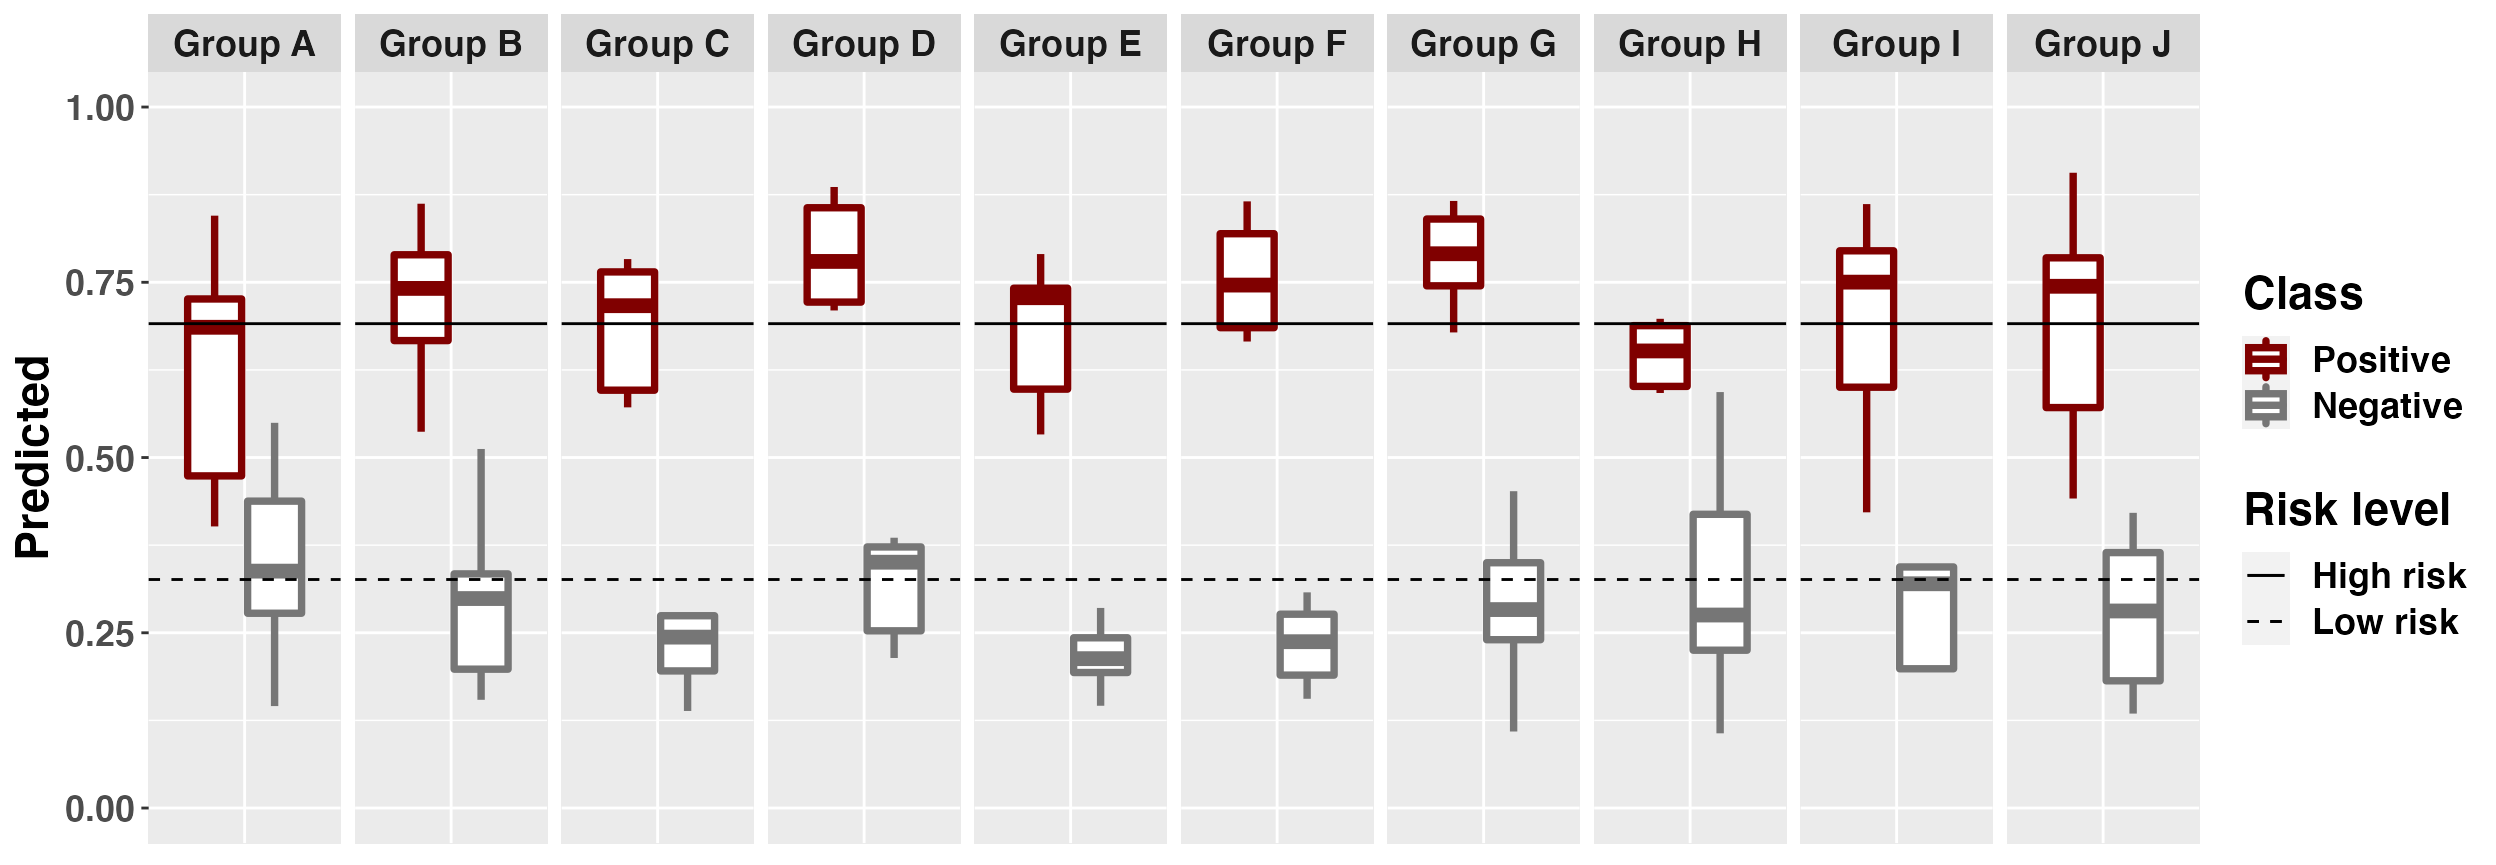 Group A Group B Group C Group D Group E Group F Group G Group H Group I Group J
1.00
0.75
0.50
0.25
0.00
Predicted
Class
Positive
Negative
Risk level
High risk
Low risk